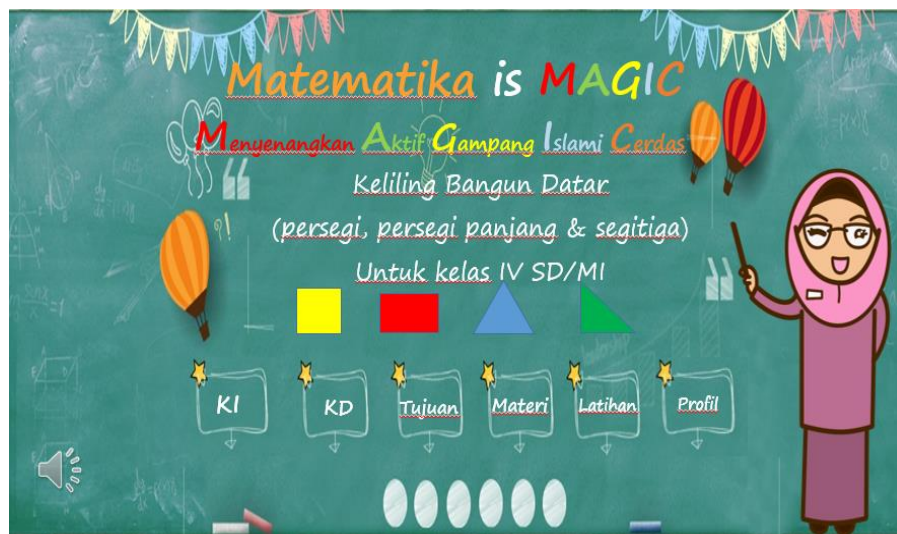 Matematika is MAGIC
Menyenangkan Aktif Gampang Islami Cerdas
Keliling Bangun Datar
(persegi, persegi panjang & segitiga)
Untuk kelas IV SD/MI
KI
KD
Tujuan
Materi
Latihan
Profil